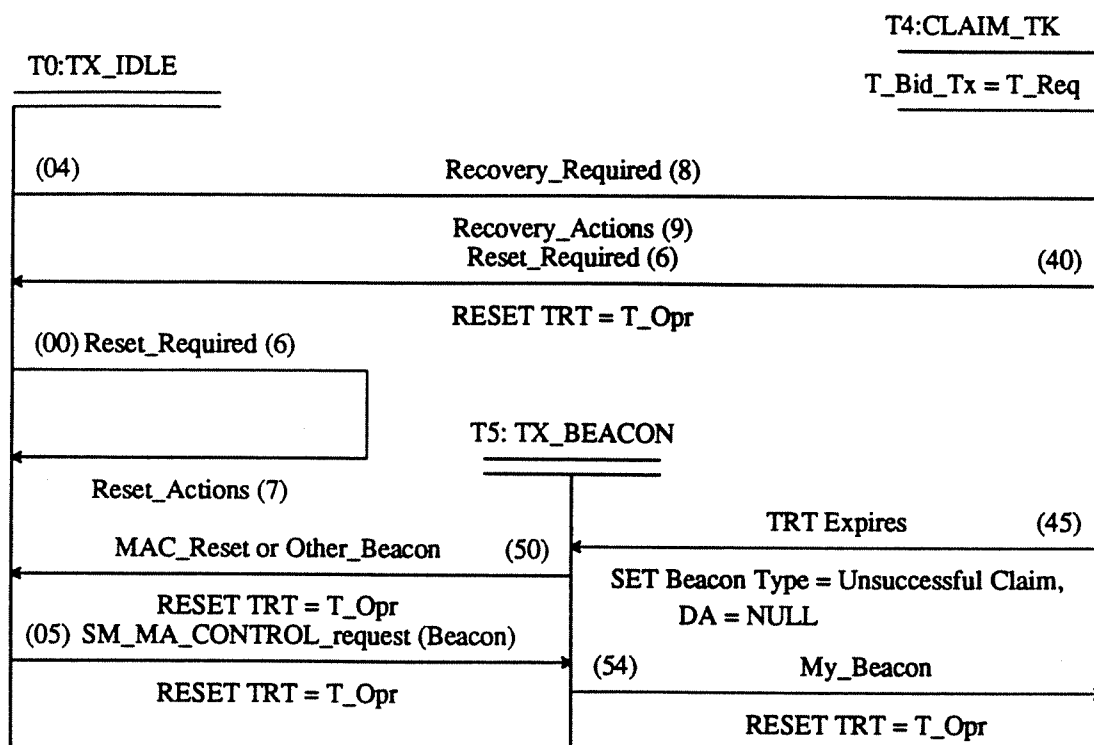 T4:CLAIM_TK
T0:TX_IDLE
T_Bid_Tx = T_Req
(04) Recovery_Required (8)
Recovery_Actions (9)
Reset_Required (6) (40)
RESET TRT = T_Opr
(00) Reset_Required (6)
T5: TX_BEACON
Reset_Actions (7)
TRT Expires (45)
MAC_Reset or Other_Beacon (50)
SET Beacon Type = Unsuccessful Claim,
DA = NULL
RESET TRT = T_Opr
(05) SM_MA_CONTROL_request (Beacon)
(54) My_Beacon
RESET TRT = T_Opr
RESET TRT = T_Opr